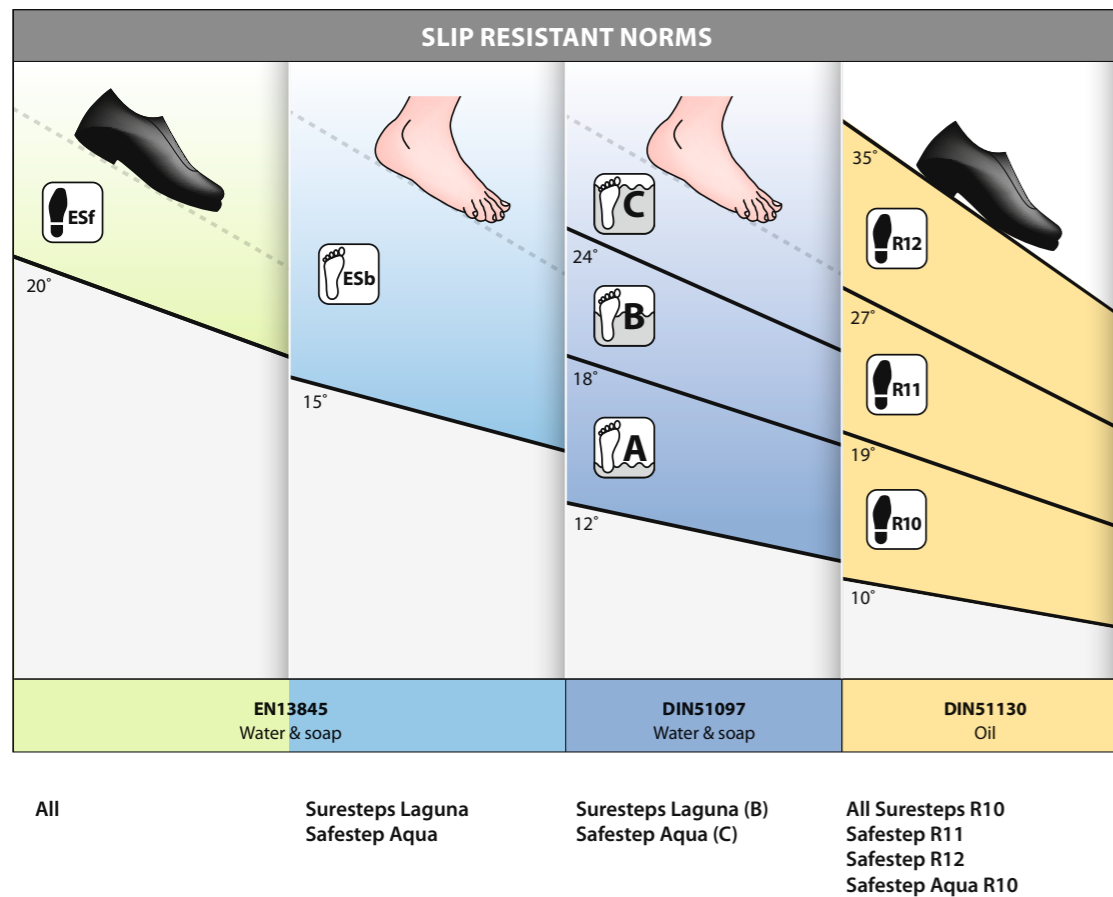 SLIP RESISTANT NORMS
ESf
20°
ESb
15°
C
24°
B
18°
A
12°
35°
R12
27°
R11
19°
R10
10°
EN13845
Water & soap
DIN51097
Water & soap
DIN51130
Oil
All
Suresteps Laguna
Safestep Aqua
Suresteps Laguna (B)
Safestep Aqua (C)
All Suresteps R10
Safestep R11
Safestep R12
Safestep Aqua R10